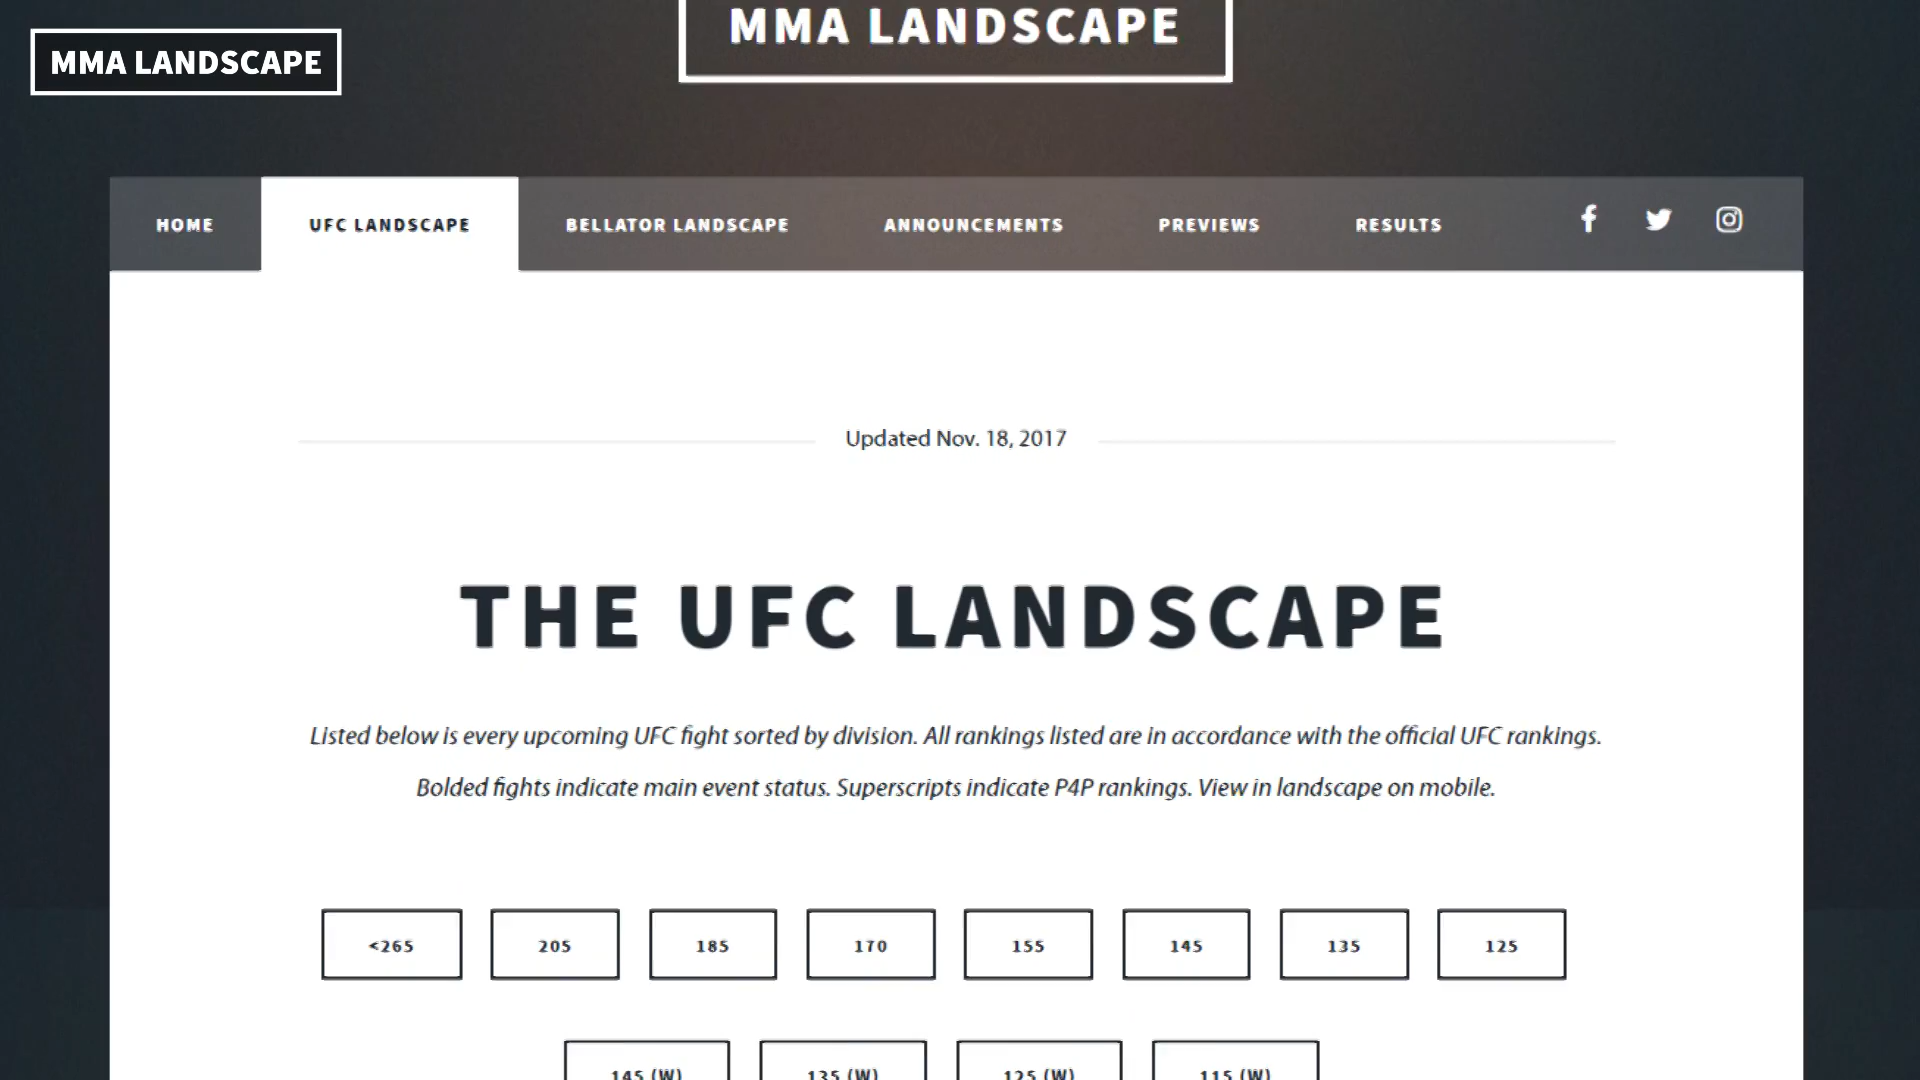 MMA LANDSCAPE
MMA LANDSCAPE
HOME UFC LANDSCAPE BELLATOR LANDSCAPE ANNOUNCEMENTS PREVIEWS RESULTS
Updated Nov. 18, 2017
THE UFC LANDSCAPE
Listed below is every upcoming UFC fight sorted by division. All rankings listed are in accordance with the official UFC rankings.
Bolded fights indicate main event status. Superscripts indicate P4P rankings. View in landscape on mobile.
<265 205 185 170 155 145 135 125
145 (W) 135 (W) 125 (W) 115 (W)